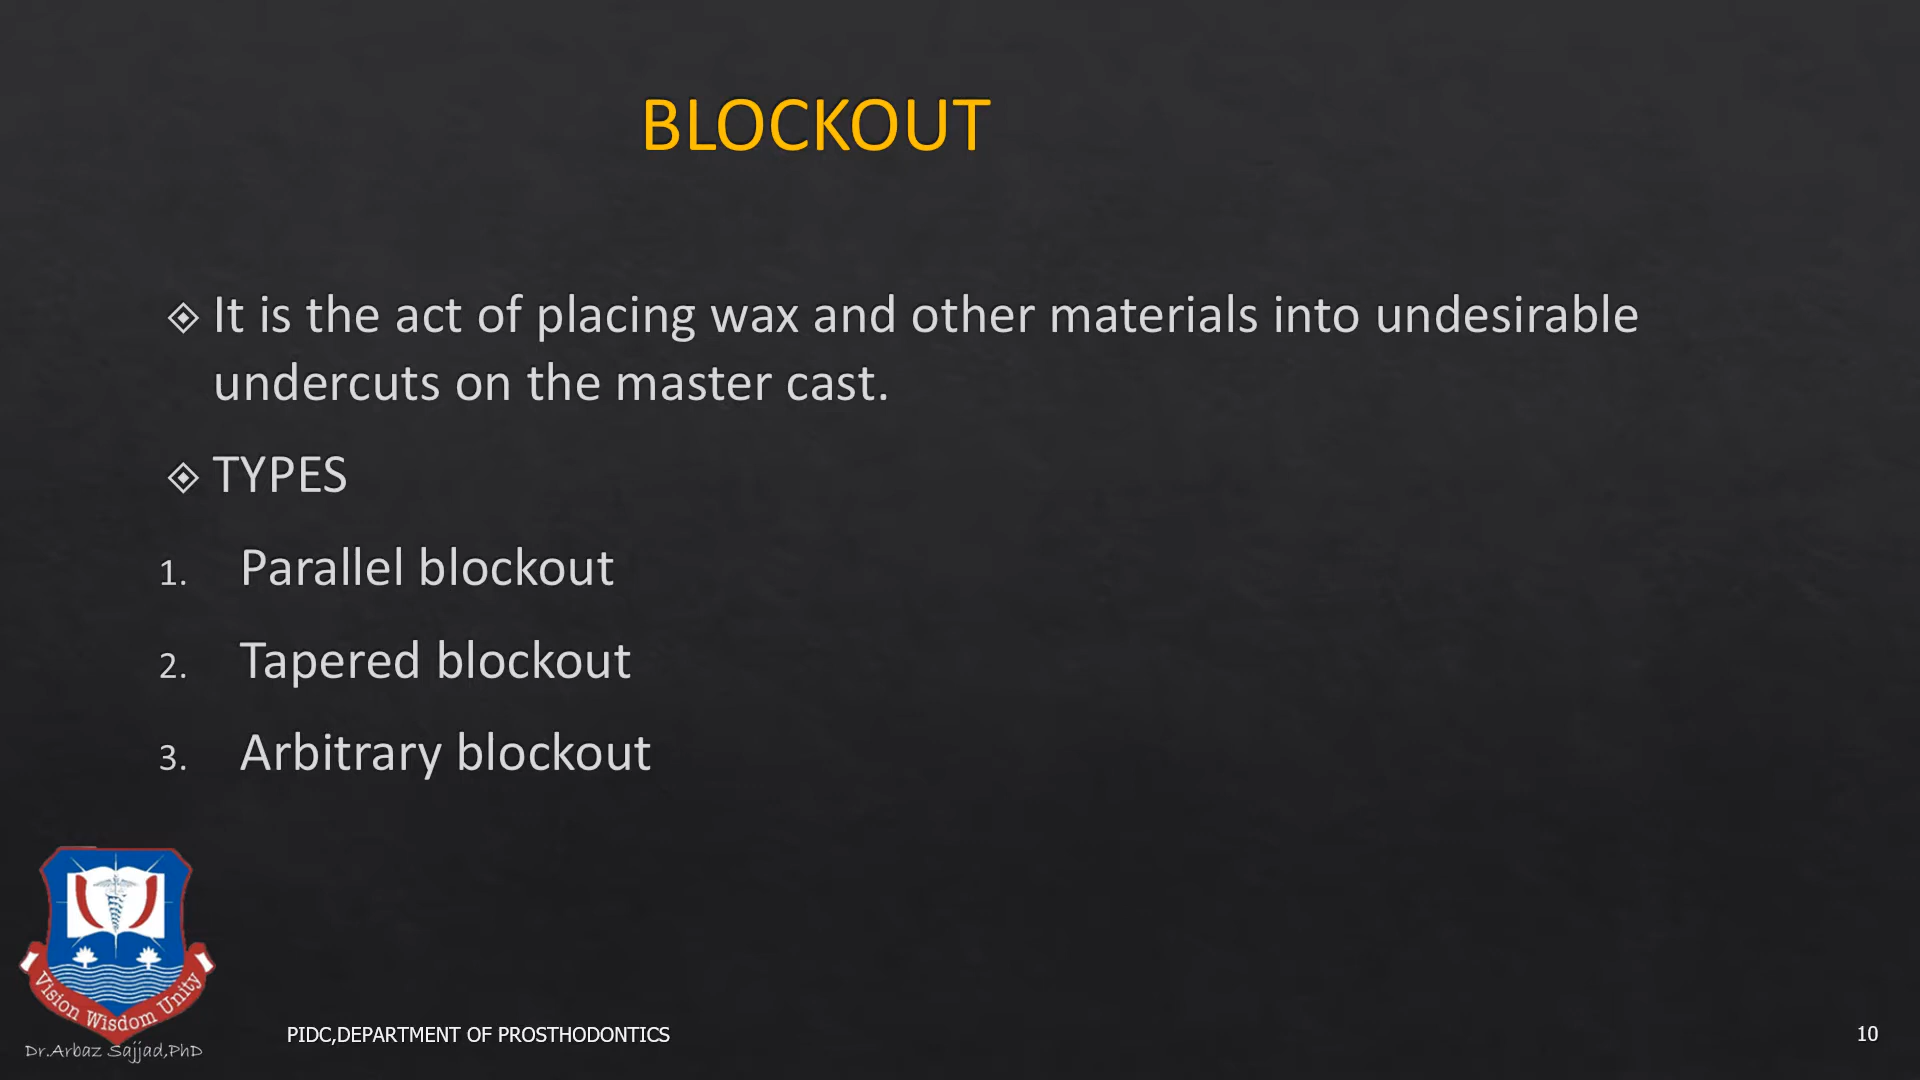 BLOCKOUT
It is the act of placing wax and other materials into undesirable
undercuts on the master cast.
TYPES
1. Parallel blockout
2. Tapered blockout
3. Arbitrary blockout
Vision Wisdom Unity
Dr.Arbaz Sajjad,PhD
PIDC,DEPARTMENT OF PROSTHODONTICS
10